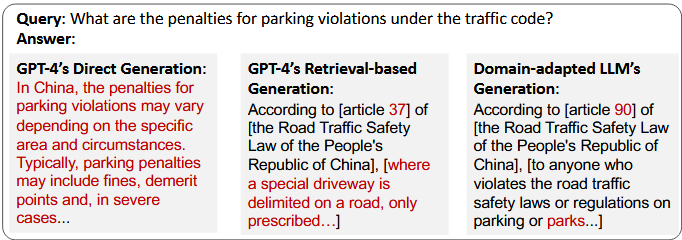 Query: What are the penalties for parking violations under the traffic code?
Answer:
GPT-4's Direct Generation:
In China, the penalties for
parking violations may vary
depending on the specific
area and circumstances.
Typically, parking penalties
may include fines, demerit
points and, in severe
cases...
GPT-4's Retrieval-based
Generation:
According to [article 37] of
[the Road Traffic Safety
Law of the People's
Republic of China], [where
a special driveway is
delimited on a road, only
prescribed…]
Domain-adapted LLM's
Generation:
According to [article 90] of
[the Road Traffic Safety Law
of the People's Republic of
China], [to anyone who
violates the road traffic
safety laws or regulations on
parking or parks...]